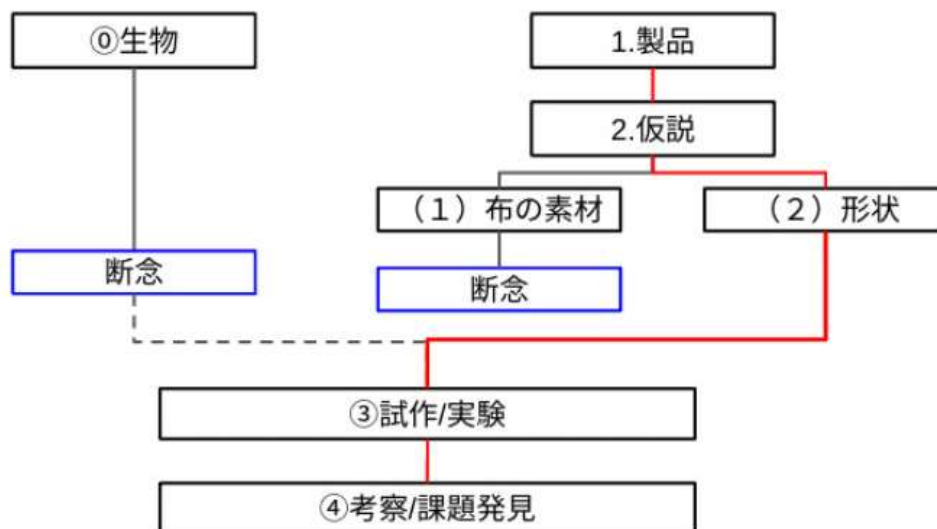 ⓪生物
1.製品
2.仮説
（１）布の素材
（２）形状
断念
断念
③試作/実験
④考察/課題発見